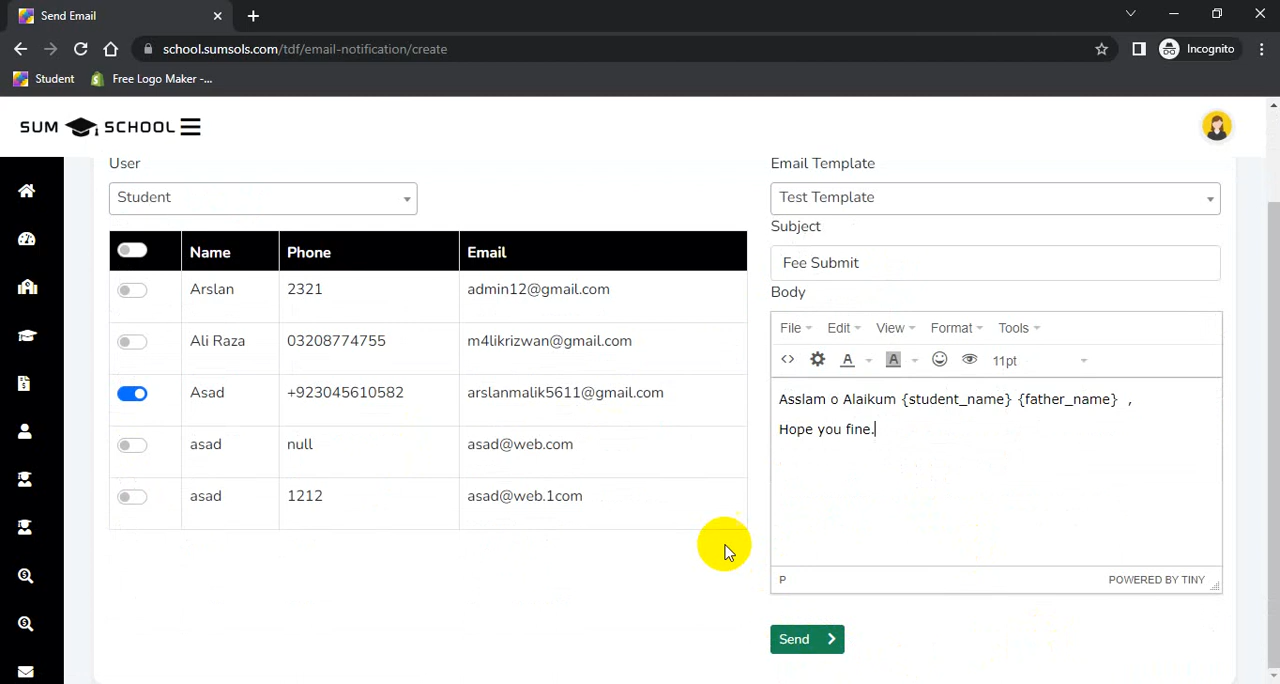 Send Email
school.sumsols.com/tdf/email-notification/create
Incognito
Student
Free Logo Maker -...
SUM SCHOOL
User
Student
Name Phone Email
Arslan 2321 admin12@gmail.com
Ali Raza 03208774755 m4likrizwan@gmail.com
Asad +923045610582 arslanmalik5611@gmail.com
asad null asad@web.com
asad 1212 asad@web.1com
Email Template
Test Template
Subject
Fee Submit
Body
File Edit View Format Tools
A A 11pt
Asslam o Alaikum {student_name} {father_name} ,
Hope you fine.
P POWERED BY TINY
Send